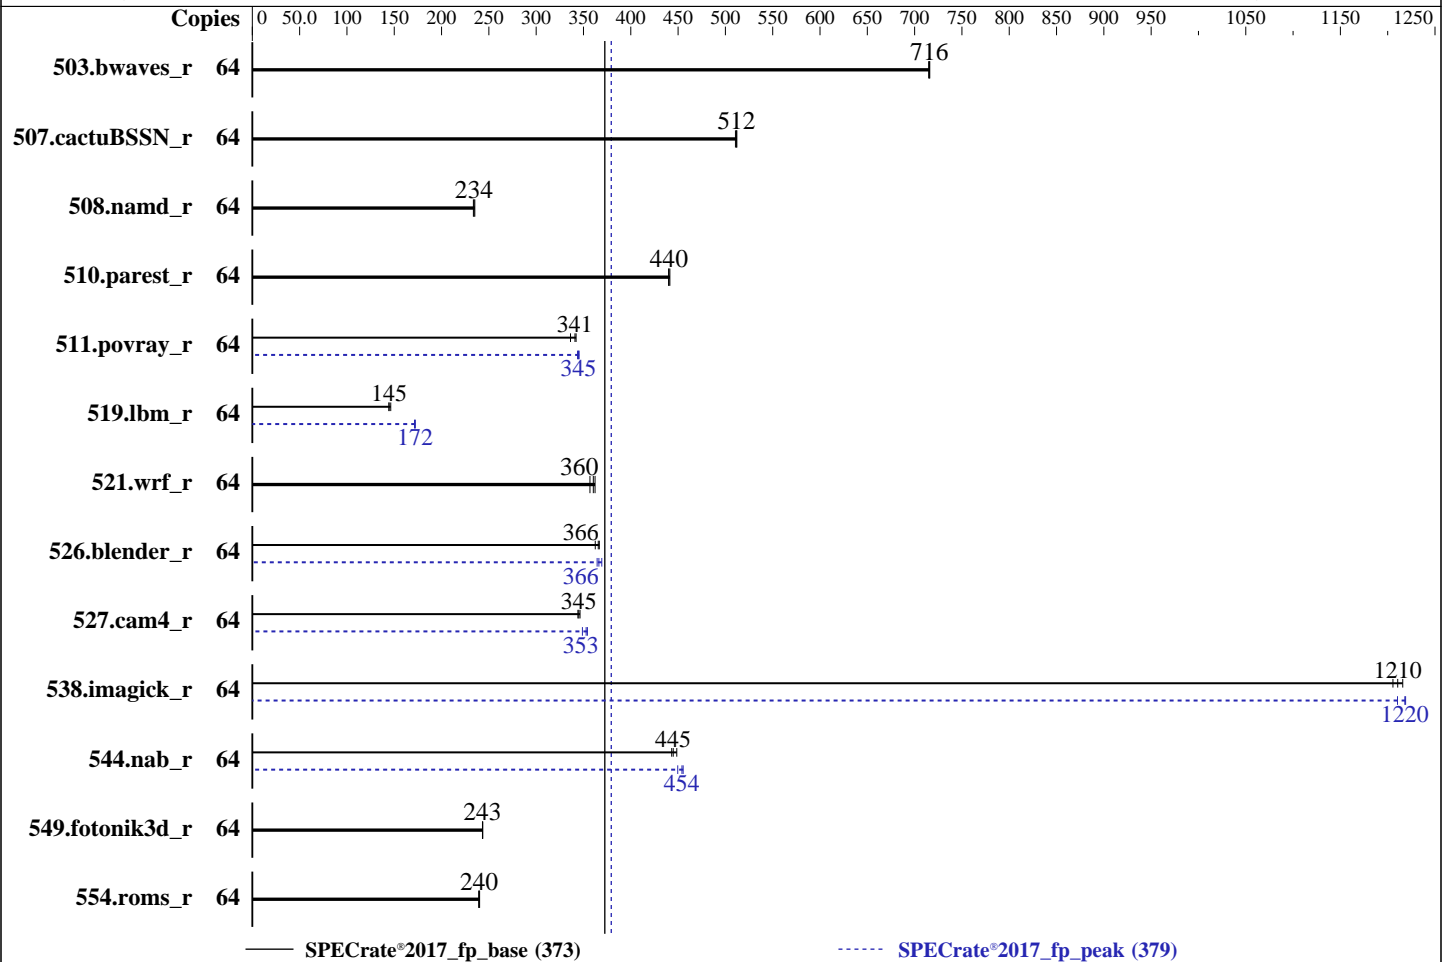 Copies 0 50.0 100 150 200 250 300 350 400 450 500 550 600 650 700 750 800 850 900 950 1050 1150 1250
503.bwaves_r 64 716
507.cactuBSSN_r 64 512
508.namd_r 64 234
510.parest_r 64 440
511.povray_r 64 341
345
519.lbm_r 64 145
172
521.wrf_r 64 360
526.blender_r 64 366
366
527.cam4_r 64 345
353
538.imagick_r 64 1210
1220
544.nab_r 64 445
454
549.fotonik3d_r 64 243
554.roms_r 64 240
SPECrate®2017_fp_base (373) SPECrate®2017_fp_peak (379)